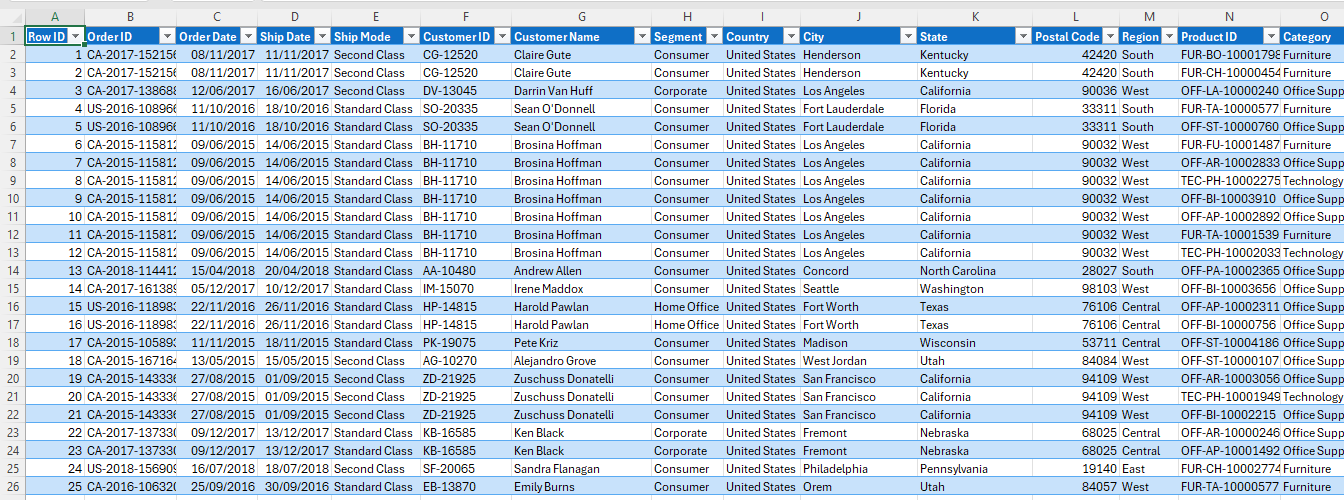 A B C D E F G H I J K L M N O
1 Row ID Order ID Order Date Ship Date Ship Mode Customer ID Customer Name Segment Country City State Postal Code Region Product ID Category
2 1 CA-2017-152156 08/11/2017 11/11/2017 Second Class CG-12520 Claire Gute Consumer United States Henderson Kentucky 42420 South FUR-BO-10001798 Furniture
3 2 CA-2017-152156 08/11/2017 11/11/2017 Second Class CG-12520 Claire Gute Consumer United States Henderson Kentucky 42420 South FUR-CH-10000454 Furniture
4 3 CA-2017-138688 12/06/2017 16/06/2017 Second Class DV-13045 Darrin Van Huff Corporate United States Los Angeles California 90036 West OFF-LA-10000240 Office Supp
5 4 US-2016-108966 11/10/2016 18/10/2016 Standard Class SO-20335 Sean O'Donnell Consumer United States Fort Lauderdale Florida 33311 South FUR-TA-10000577 Furniture
6 5 US-2016-108966 11/10/2016 18/10/2016 Standard Class SO-20335 Sean O'Donnell Consumer United States Fort Lauderdale Florida 33311 South OFF-ST-10000760 Office Supp
7 6 CA-2015-115812 09/06/2015 14/06/2015 Standard Class BH-11710 Brosina Hoffman Consumer United States Los Angeles California 90032 West FUR-FU-10001487 Furniture
8 7 CA-2015-115812 09/06/2015 14/06/2015 Standard Class BH-11710 Brosina Hoffman Consumer United States Los Angeles California 90032 West OFF-AR-10002833 Office Supp
9 8 CA-2015-115812 09/06/2015 14/06/2015 Standard Class BH-11710 Brosina Hoffman Consumer United States Los Angeles California 90032 West TEC-PH-10002275 Technology
10 9 CA-2015-115812 09/06/2015 14/06/2015 Standard Class BH-11710 Brosina Hoffman Consumer United States Los Angeles California 90032 West OFF-BI-10003910 Office Supp
11 10 CA-2015-115812 09/06/2015 14/06/2015 Standard Class BH-11710 Brosina Hoffman Consumer United States Los Angeles California 90032 West OFF-AP-10002892 Office Supp
12 11 CA-2015-115812 09/06/2015 14/06/2015 Standard Class BH-11710 Brosina Hoffman Consumer United States Los Angeles California 90032 West FUR-TA-10001539 Furniture
13 12 CA-2015-115812 09/06/2015 14/06/2015 Standard Class BH-11710 Brosina Hoffman Consumer United States Los Angeles California 90032 West TEC-PH-10002033 Technology
14 13 CA-2018-114412 15/04/2018 20/04/2018 Standard Class AA-10480 Andrew Allen Consumer United States Concord North Carolina 28027 South OFF-PA-10002365 Office Supp
15 14 CA-2017-161389 05/12/2017 10/12/2017 Standard Class IM-15070 Irene Maddox Consumer United States Seattle Washington 98103 West OFF-BI-10003656 Office Supp
16 15 US-2016-118983 22/11/2016 26/11/2016 Standard Class HP-14815 Harold Pawlan Home Office United States Fort Worth Texas 76106 Central OFF-AP-10002311 Office Supp
17 16 US-2016-118983 22/11/2016 26/11/2016 Standard Class HP-14815 Harold Pawlan Home Office United States Fort Worth Texas 76106 Central OFF-BI-10000756 Office Supp
18 17 CA-2015-105893 11/11/2015 18/11/2015 Standard Class PK-19075 Pete Kriz Consumer United States Madison Wisconsin 53711 Central OFF-ST-10004186 Office Supp
19 18 CA-2015-167164 13/05/2015 15/05/2015 Second Class AG-10270 Alejandro Grove Consumer United States West Jordan Utah 84084 West OFF-ST-10000107 Office Supp
20 19 CA-2015-143336 27/08/2015 01/09/2015 Second Class ZD-21925 Zuschuss Donatelli Consumer United States San Francisco California 94109 West OFF-AR-10003056 Office Supp
21 20 CA-2015-143336 27/08/2015 01/09/2015 Second Class ZD-21925 Zuschuss Donatelli Consumer United States San Francisco California 94109 West TEC-PH-10001949 Technology
22 21 CA-2015-143336 27/08/2015 01/09/2015 Second Class ZD-21925 Zuschuss Donatelli Consumer United States San Francisco California 94109 West OFF-BI-10002215 Office Supp
23 22 CA-2017-137330 09/12/2017 13/12/2017 Standard Class KB-16585 Ken Black Corporate United States Fremont Nebraska 68025 Central OFF-AR-10000246 Office Supp
24 23 CA-2017-137330 09/12/2017 13/12/2017 Standard Class KB-16585 Ken Black Corporate United States Fremont Nebraska 68025 Central OFF-AP-10001492 Office Supp
25 24 US-2018-156909 16/07/2018 18/07/2018 Second Class SF-20065 Sandra Flanagan Consumer United States Philadelphia Pennsylvania 19140 East FUR-CH-10002774 Furniture
26 25 CA-2016-106320 25/09/2016 30/09/2016 Standard Class EB-13870 Emily Burns Consumer United States Orem Utah 84057 West FUR-TA-10000577 Furniture